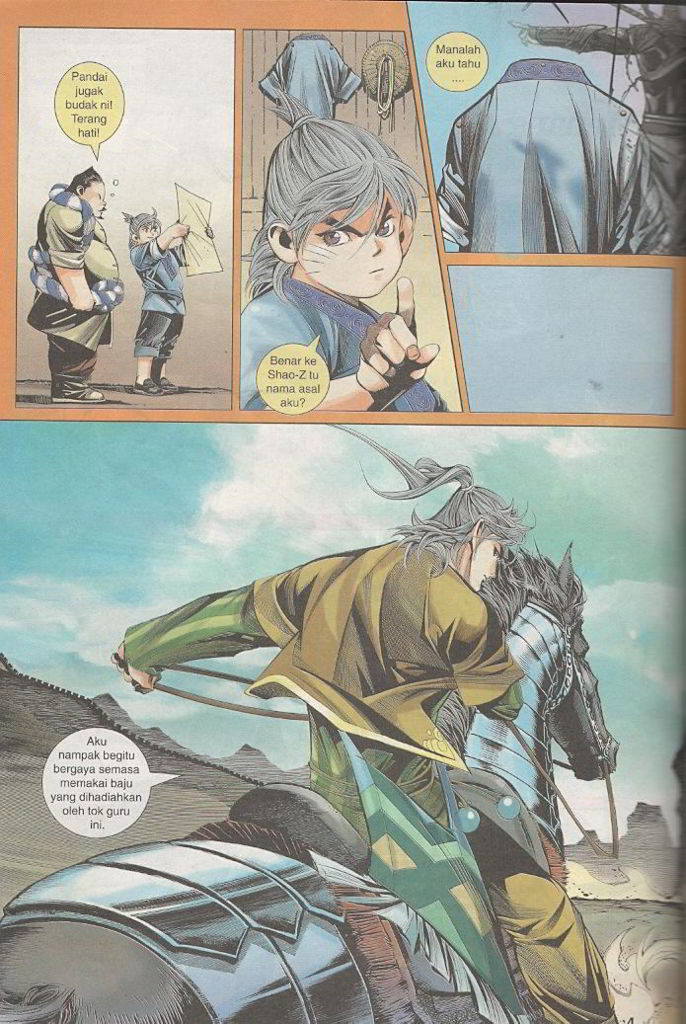 Pandai
jugak
budak ni!
Terang
hati!
Benar ke
Shao-Z tu
nama asal
aku?
Manalah
aku tahu
....
Aku
nampak begitu
bergaya semasa
memakai baju
yang dihadiahkan
oleh tok guru
ini.